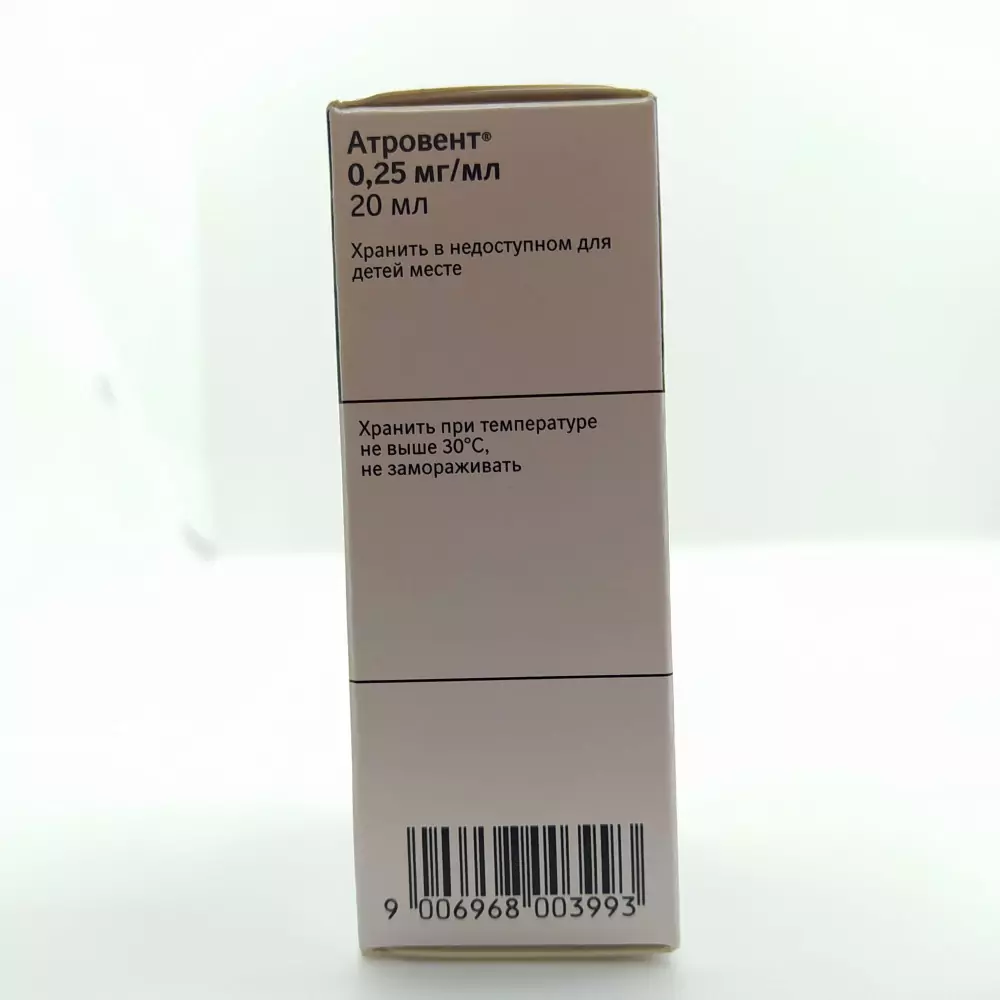 Атровент®
0,25 мг/мл
20 мл
Хранить в недоступном для
детей месте
Хранить при температуре
не выше 30°C,
не замораживать
9 006968 003993